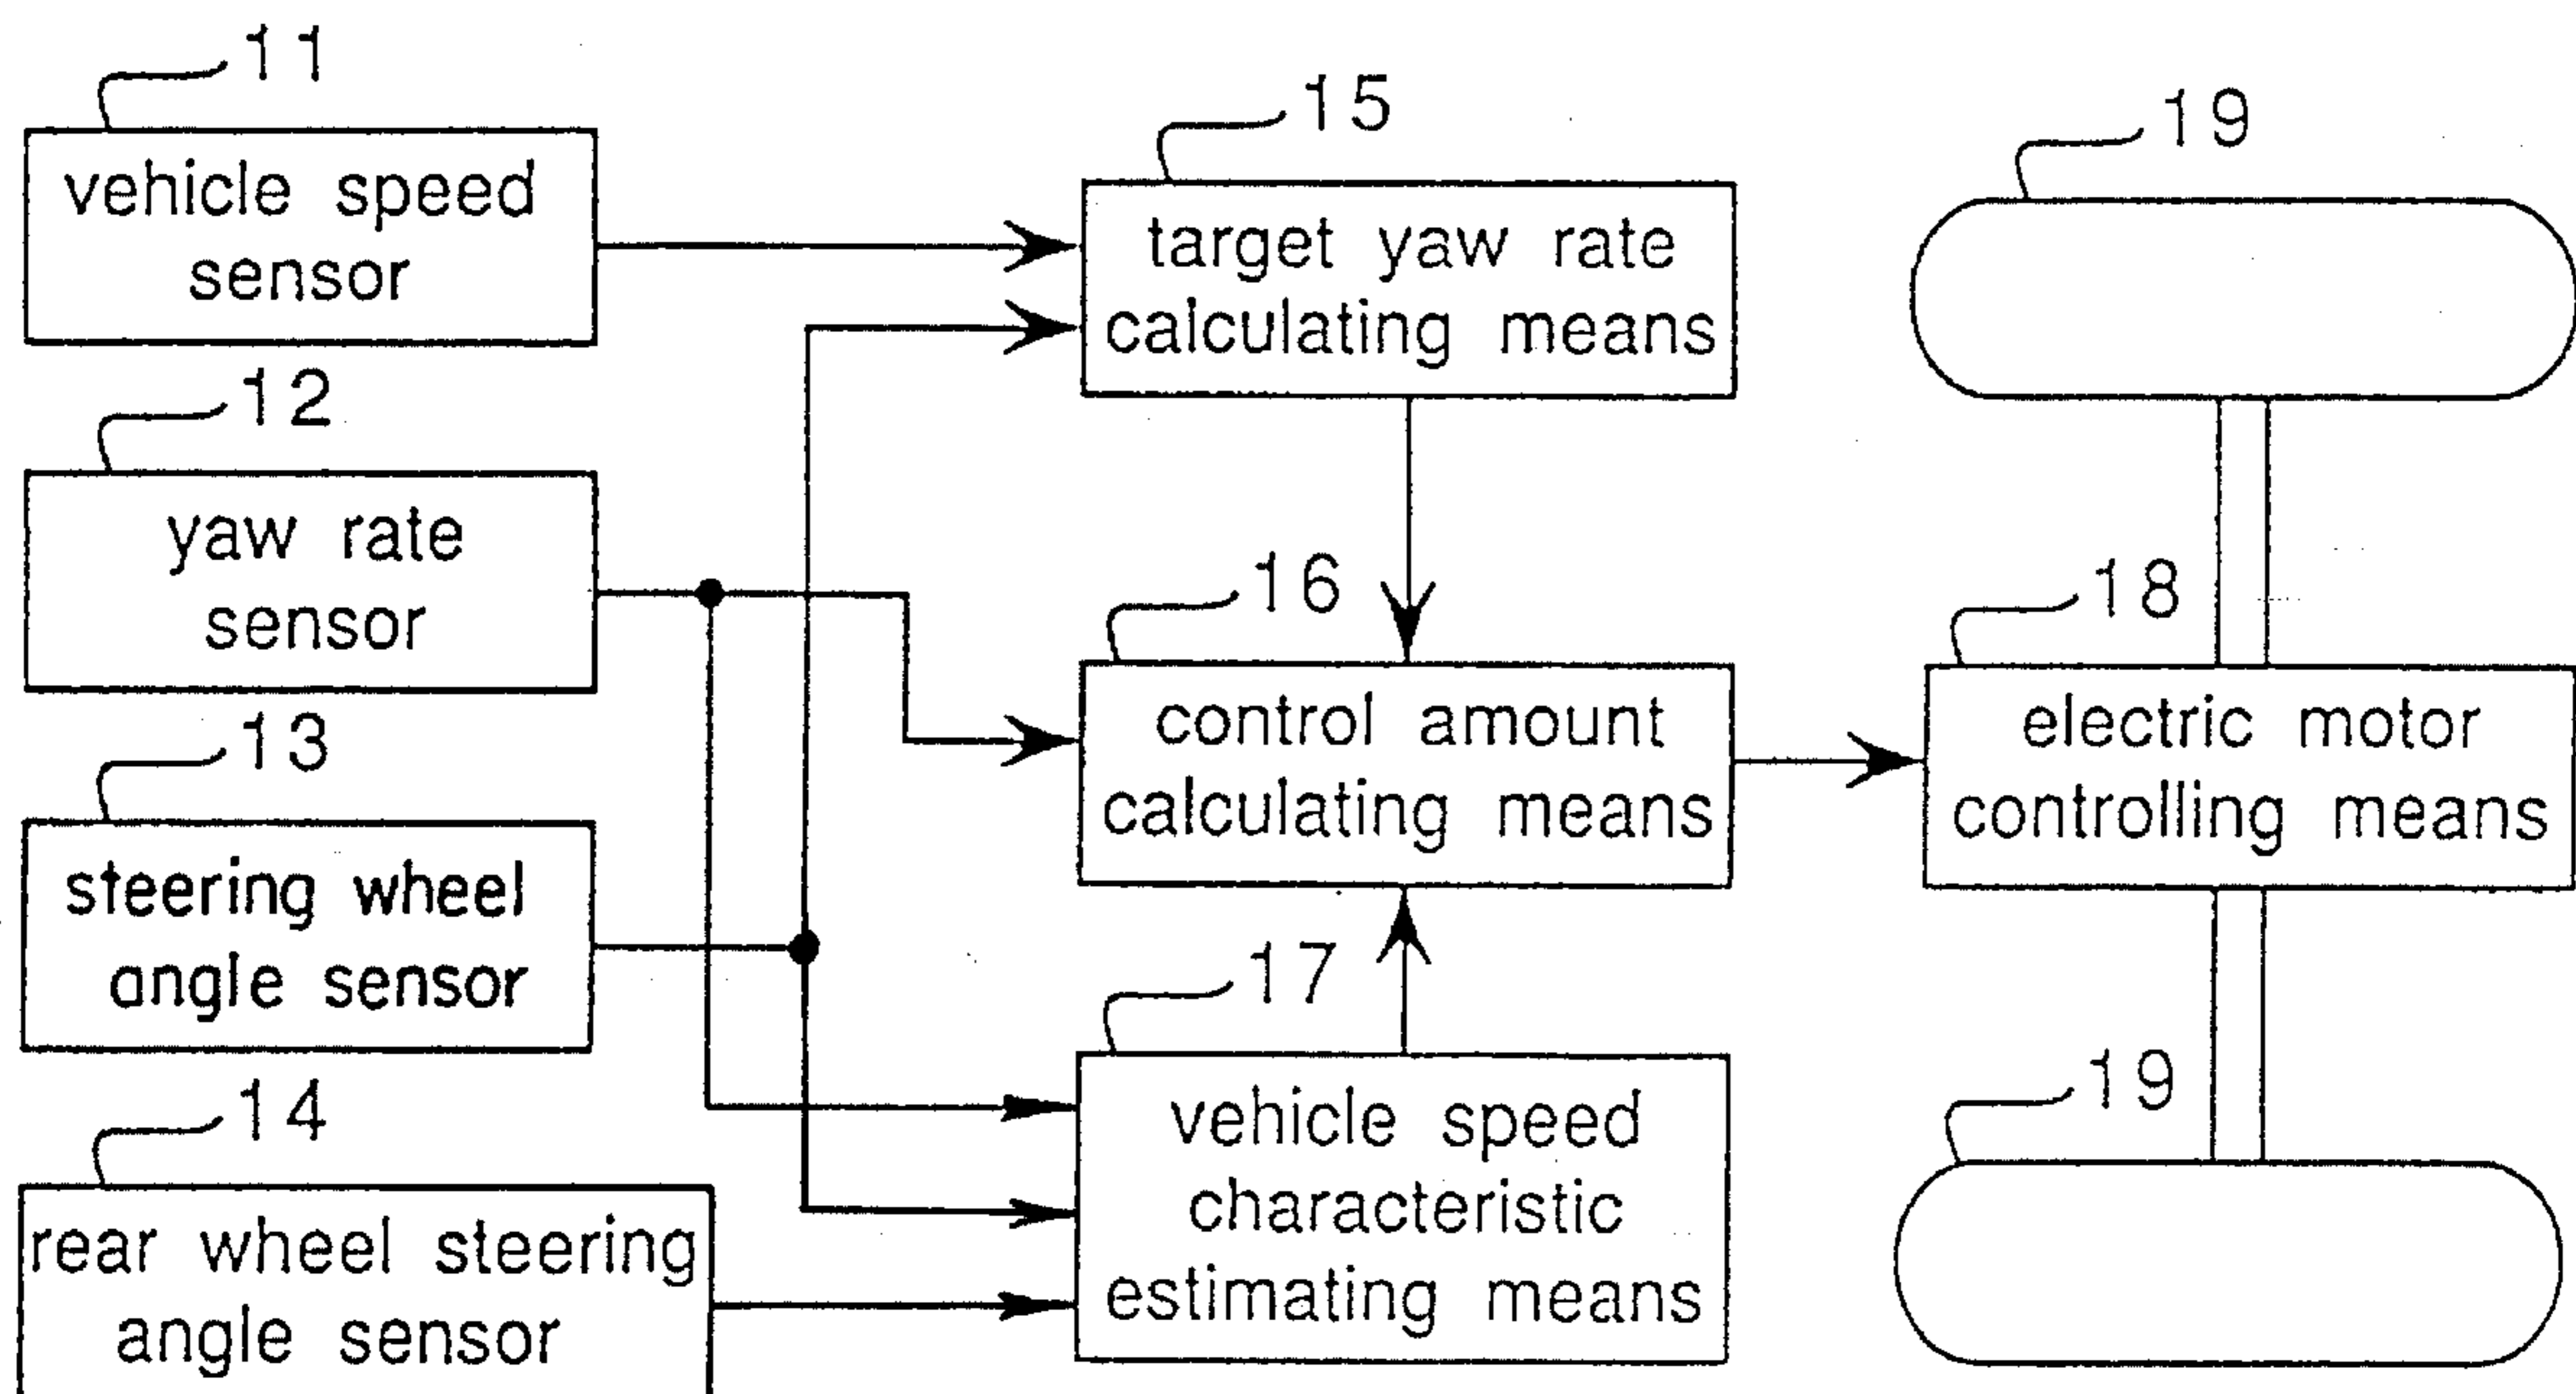 11
vehicle speed
sensor
12
yaw rate
sensor
13
steering wheel
angle sensor
14
rear wheel steering
angle sensor
15
target yaw rate
calculating means
16
control amount
calculating means
17
vehicle speed
characteristic
estimating means
19
18
electric motor
controlling means
19